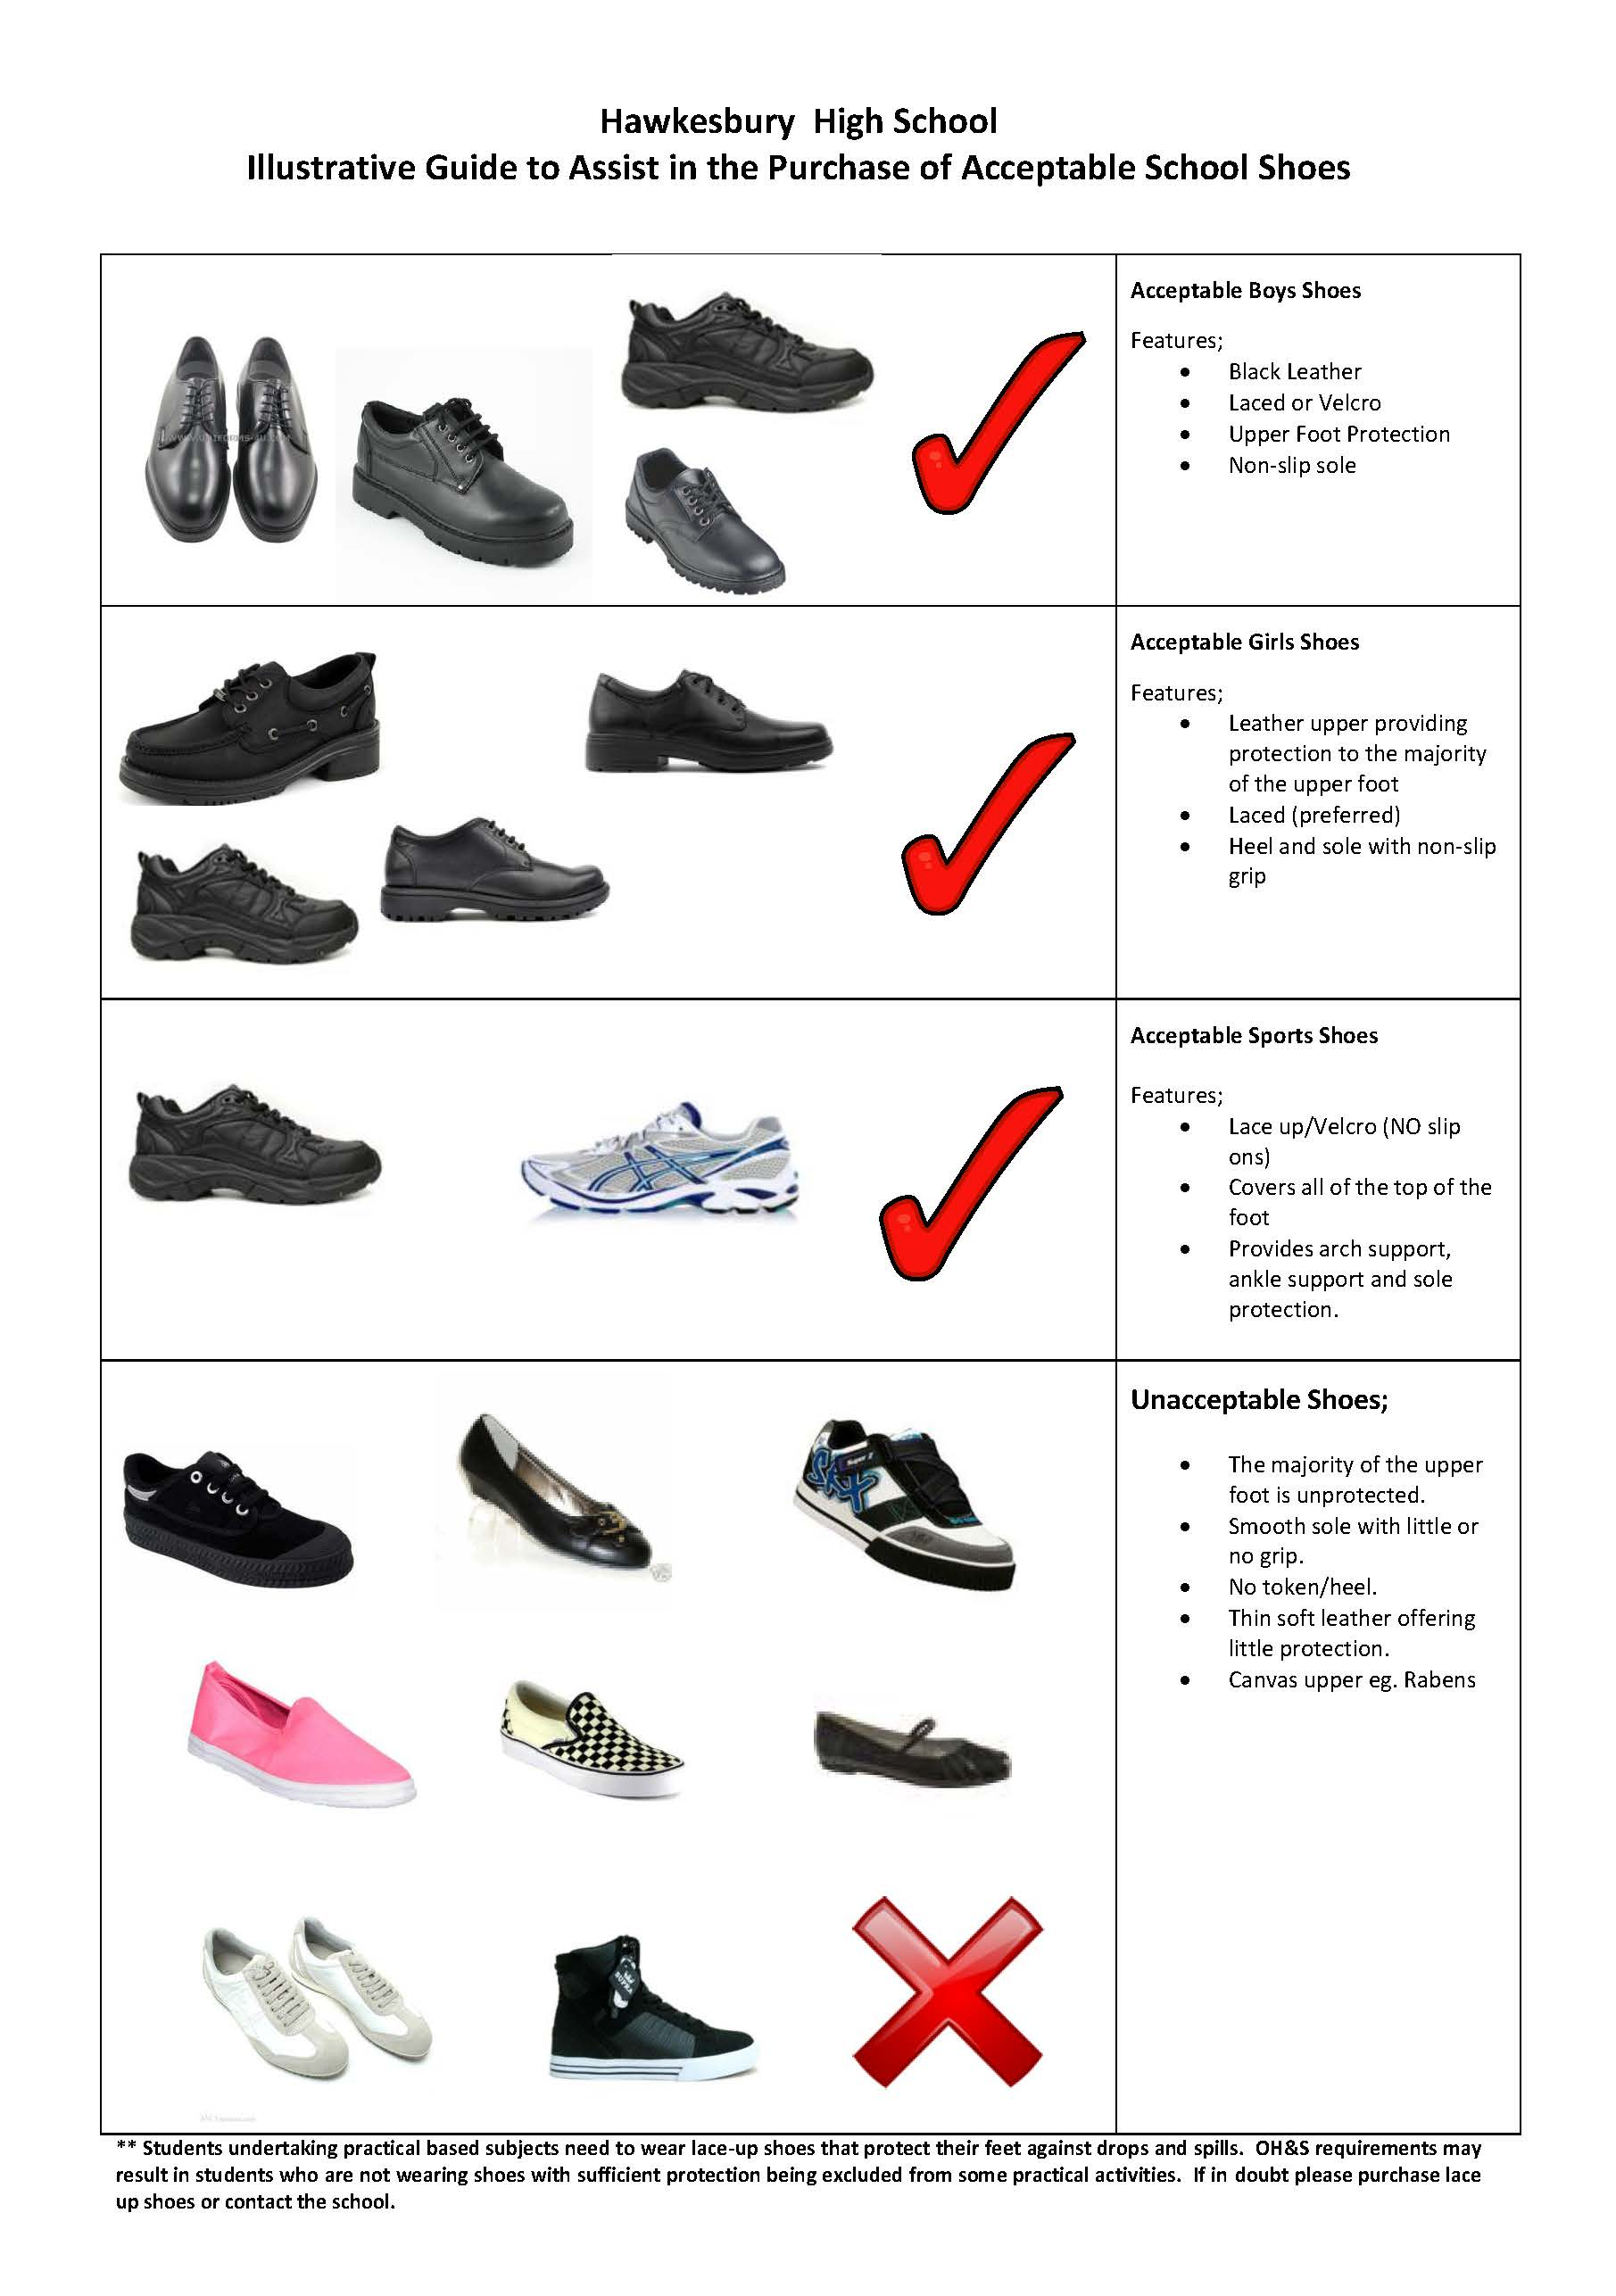 Hawkesbury  High School
Illustrative Guide to Assist in the Purchase of Acceptable School Shoes
Acceptable Boys Shoes
Features;
• Black Leather
• Laced or Velcro
• Upper Foot Protection
• Non-slip sole
Acceptable Girls Shoes
Features;
• Leather upper providing
protection to the majority
of the upper foot
• Laced (preferred)
• Heel and sole with non-slip
grip
Acceptable Sports Shoes
Features;
• Lace up/Velcro (NO slip
ons)
• Covers all of the top of the
foot
• Provides arch support,
ankle support and sole
protection.
Unacceptable Shoes;
• The majority of the upper
foot is unprotected.
• Smooth sole with little or
no grip.
• No token/heel.
• Thin soft leather offering
little protection.
• Canvas upper eg. Rabens
SUPRA
** Students undertaking practical based subjects need to wear lace-up shoes that protect their feet against drops and spills.  OH&S requirements may
result in students who are not wearing shoes with sufficient protection being excluded from some practical activities.  If in doubt please purchase lace
up shoes or contact the school.